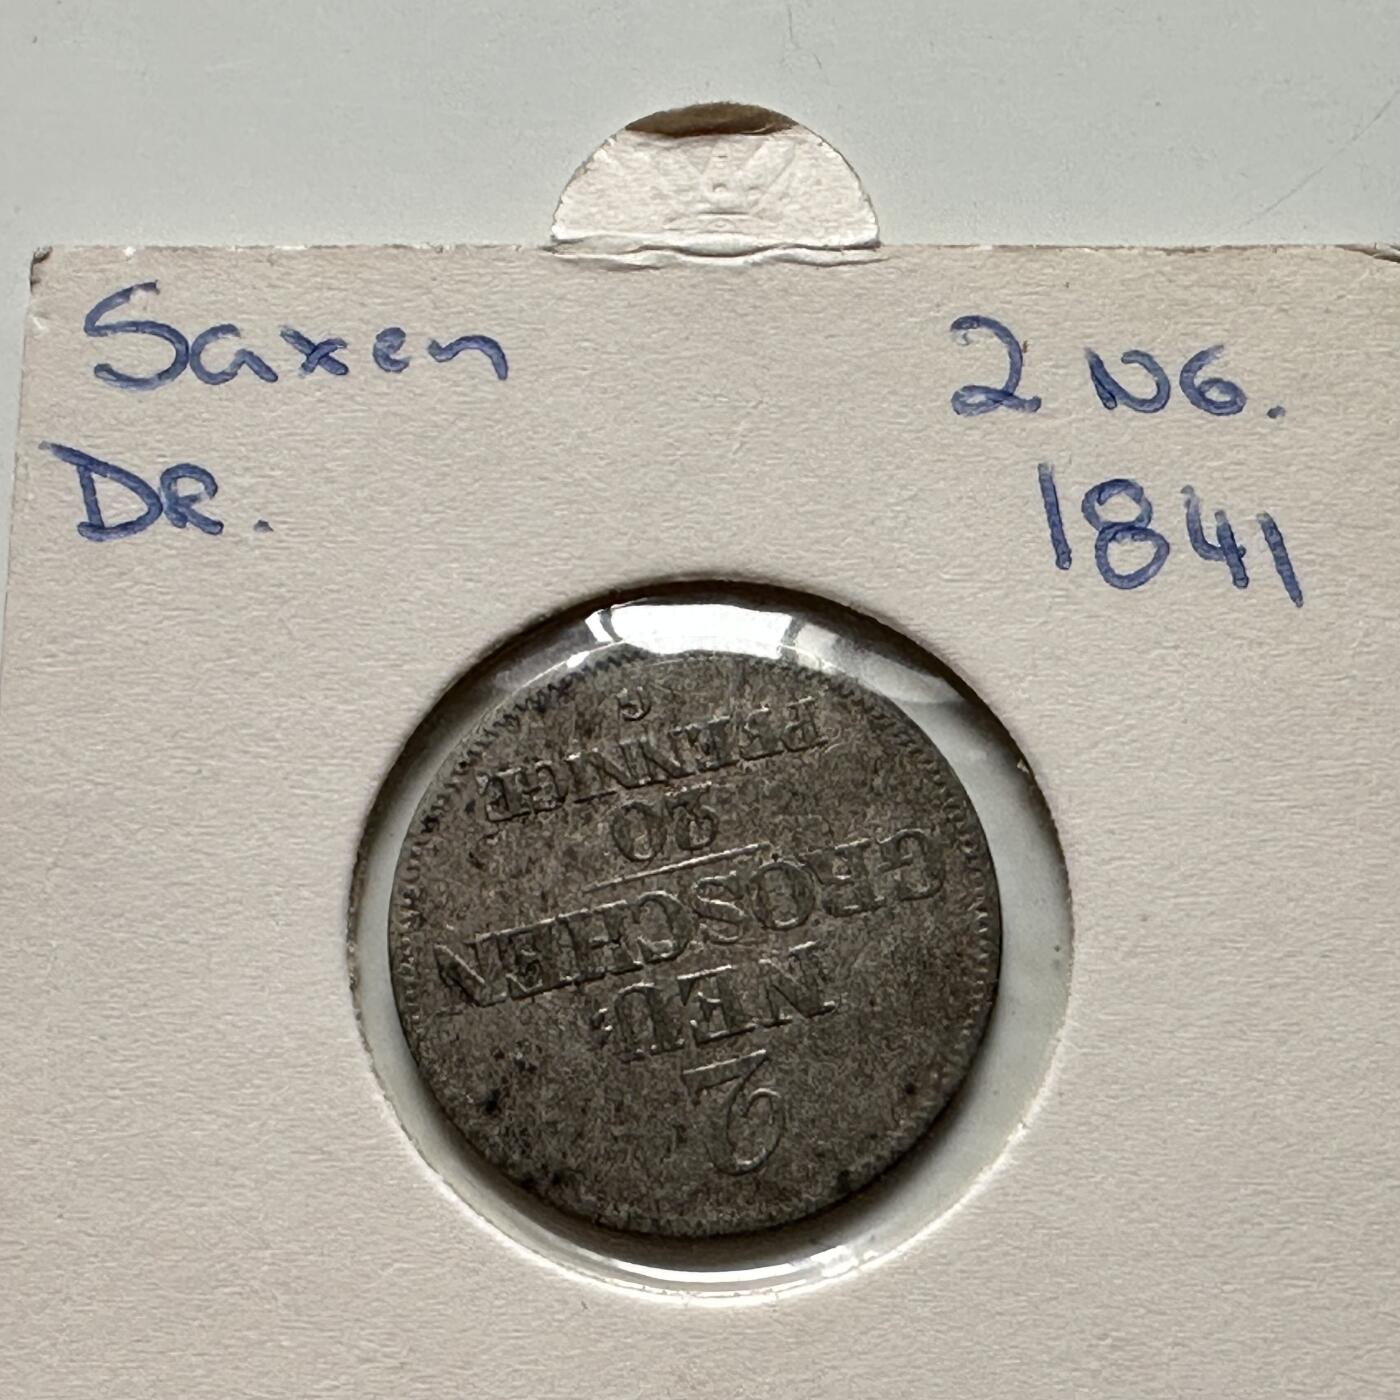 Saxen
2 NG.
DR.
1841
2
NEU-
GROSCHEN
20
PFENNIGE
G